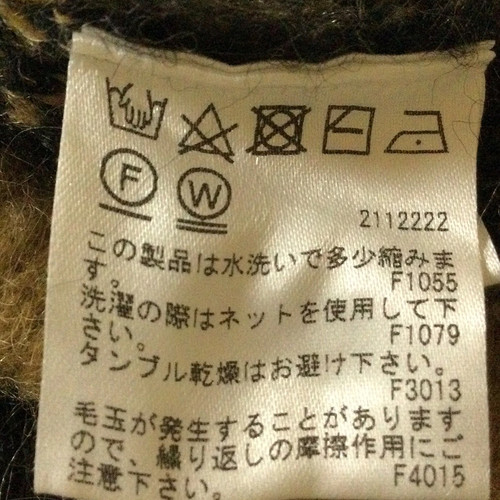 F
W
2112222
この製品は水洗いで多少縮みま
す。
F1055
洗濯の際はネットを使用して下
さい。
F1079
タンブル乾燥はお避け下さい。
F3013
毛玉が発生することがあります
ので、繰り返しの摩擦作用にご
注意下さい。
F4015